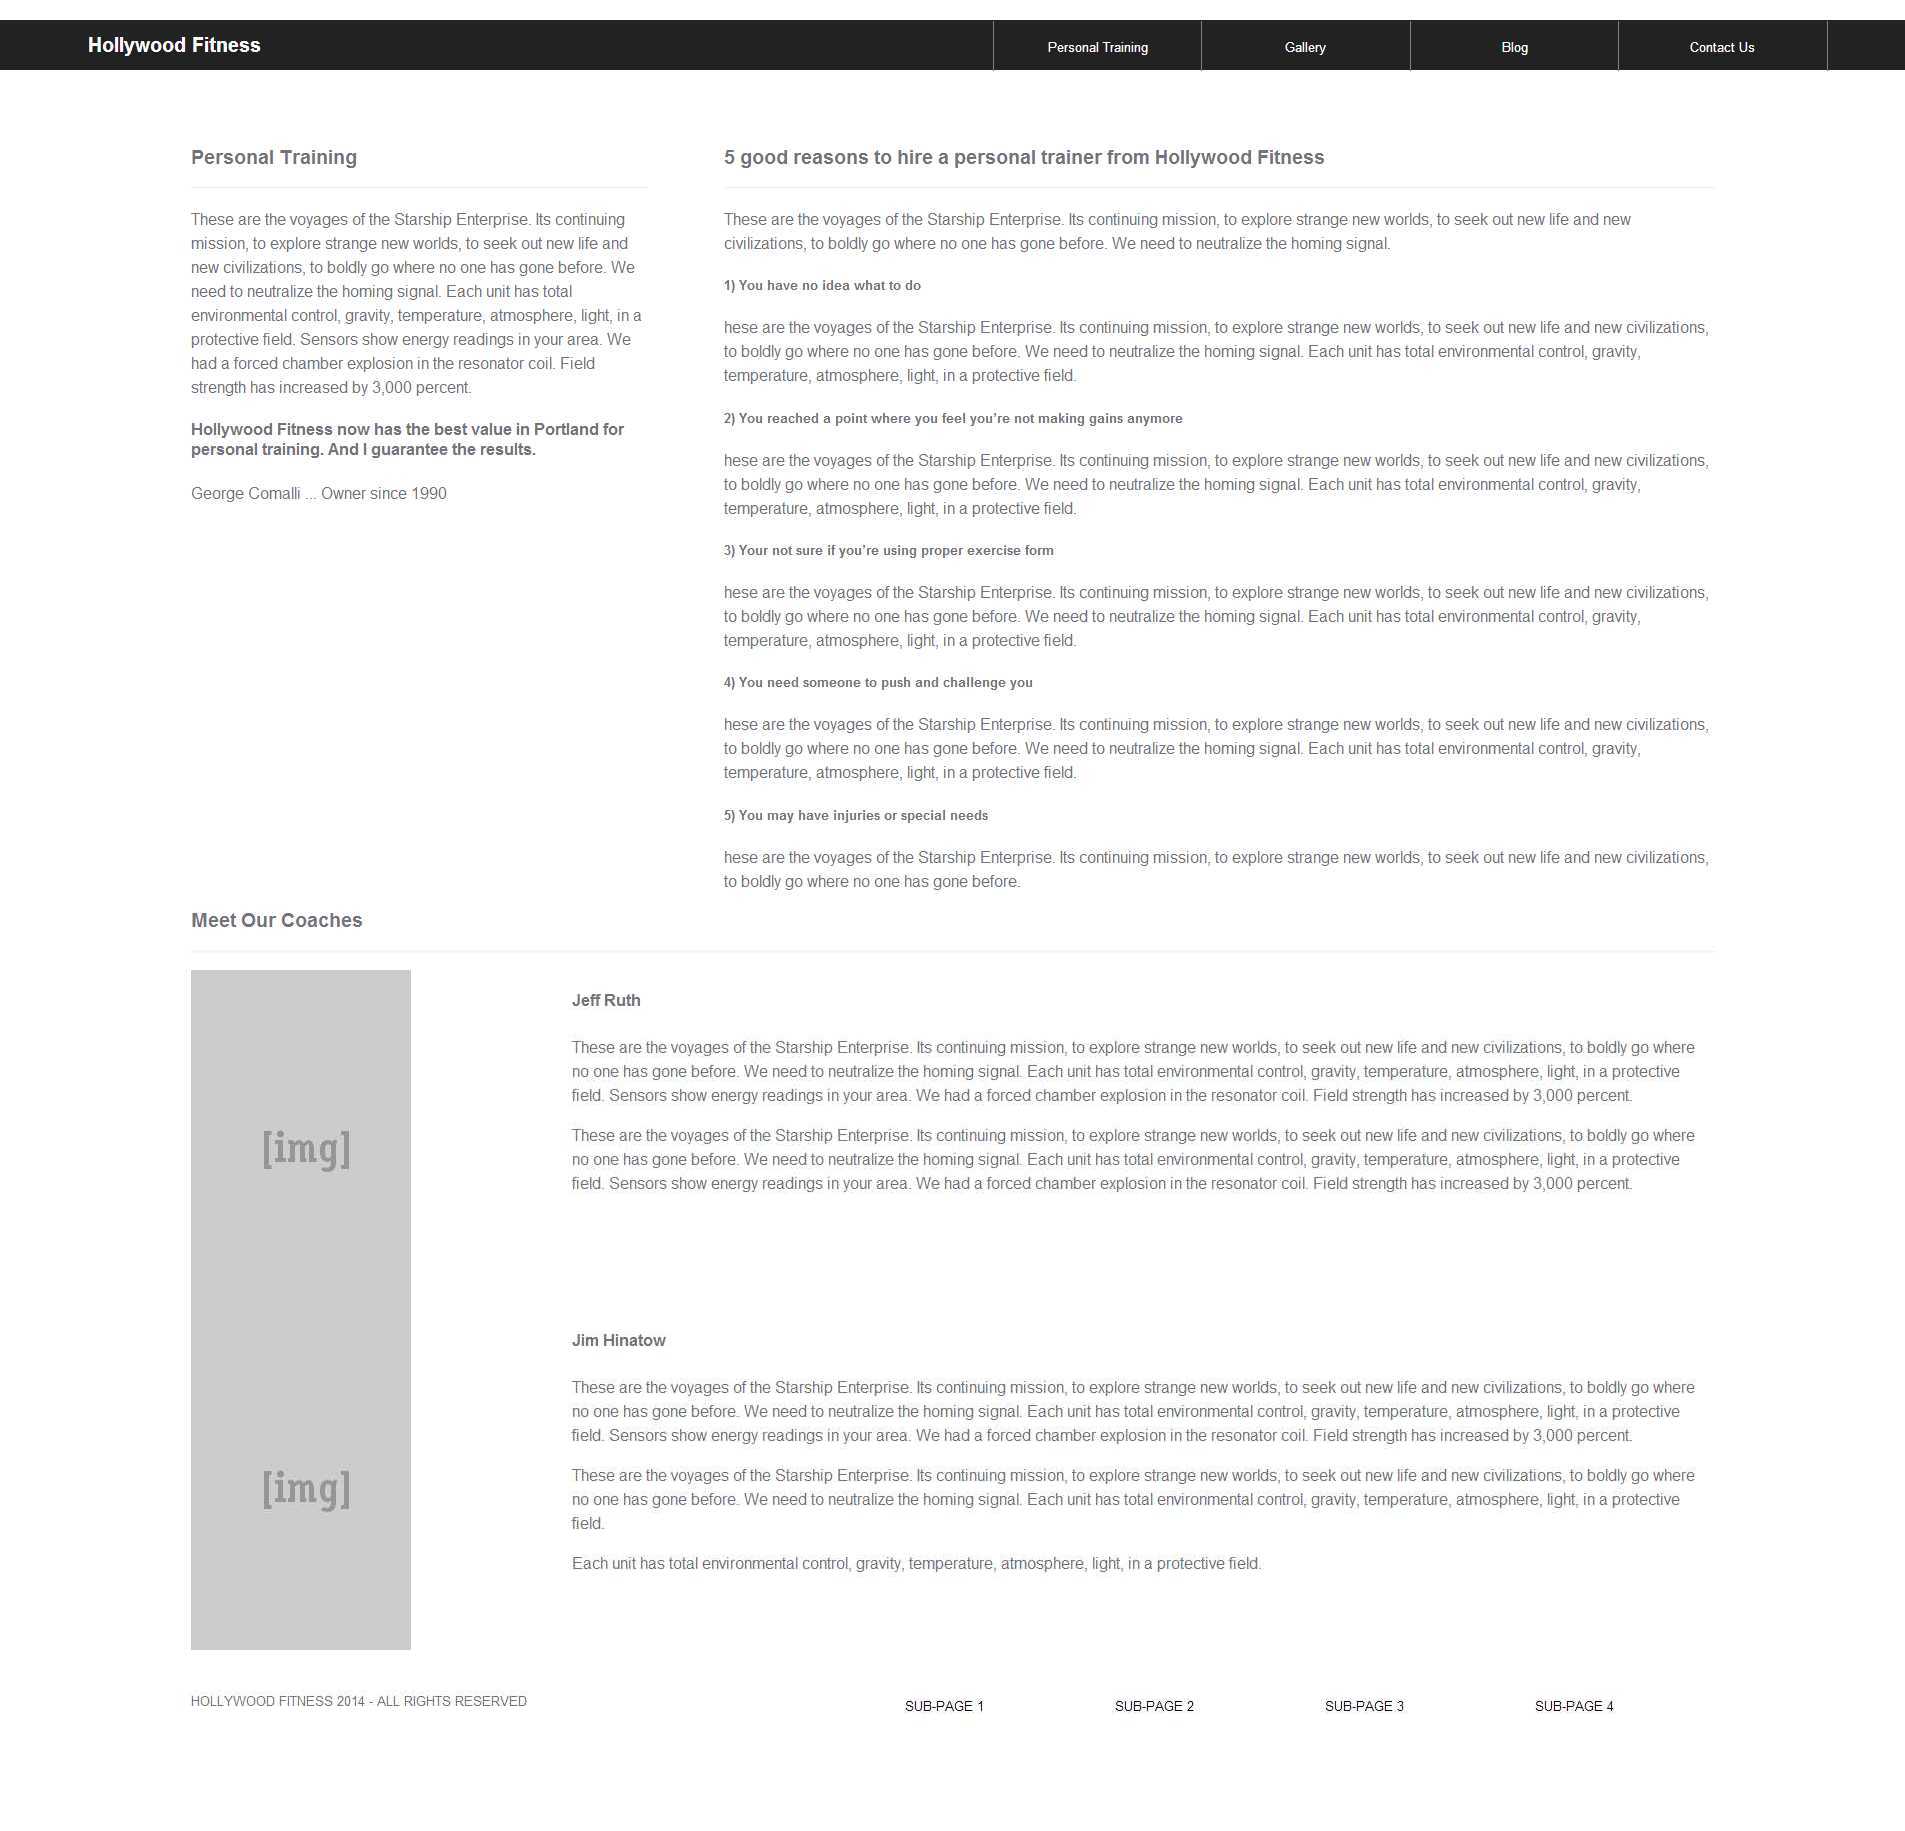 Hollywood Fitness
Personal Training
Gallery
Blog
Contact Us
Personal Training
These are the voyages of the Starship Enterprise. Its continuing
mission, to explore strange new worlds, to seek out new life and
new civilizations, to boldly go where no one has gone before. We
need to neutralize the homing signal. Each unit has total
environmental control, gravity, temperature, atmosphere, light, in a
protective field. Sensors show energy readings in your area. We
had a forced chamber explosion in the resonator coil. Field
strength has increased by 3,000 percent.
Hollywood Fitness now has the best value in Portland for
personal training. And I guarantee the results.
George Comalli ... Owner since 1990
5 good reasons to hire a personal trainer from Hollywood Fitness
These are the voyages of the Starship Enterprise. Its continuing mission, to explore strange new worlds, to seek out new life and new
civilizations, to boldly go where no one has gone before. We need to neutralize the homing signal.
1) You have no idea what to do
hese are the voyages of the Starship Enterprise. Its continuing mission, to explore strange new worlds, to seek out new life and new civilizations,
to boldly go where no one has gone before. We need to neutralize the homing signal. Each unit has total environmental control, gravity,
temperature, atmosphere, light, in a protective field.
2) You reached a point where you feel you're not making gains anymore
hese are the voyages of the Starship Enterprise. Its continuing mission, to explore strange new worlds, to seek out new life and new civilizations,
to boldly go where no one has gone before. We need to neutralize the homing signal. Each unit has total environmental control, gravity,
temperature, atmosphere, light, in a protective field.
3) Your not sure if you're using proper exercise form
hese are the voyages of the Starship Enterprise. Its continuing mission, to explore strange new worlds, to seek out new life and new civilizations,
to boldly go where no one has gone before. We need to neutralize the homing signal. Each unit has total environmental control, gravity,
temperature, atmosphere, light, in a protective field.
4) You need someone to push and challenge you
hese are the voyages of the Starship Enterprise. Its continuing mission, to explore strange new worlds, to seek out new life and new civilizations,
to boldly go where no one has gone before. We need to neutralize the homing signal. Each unit has total environmental control, gravity,
temperature, atmosphere, light, in a protective field.
5) You may have injuries or special needs
hese are the voyages of the Starship Enterprise. Its continuing mission, to explore strange new worlds, to seek out new life and new civilizations,
to boldly go where no one has gone before.
Meet Our Coaches
[img]
Jeff Ruth
These are the voyages of the Starship Enterprise. Its continuing mission, to explore strange new worlds, to seek out new life and new civilizations, to boldly go where
no one has gone before. We need to neutralize the homing signal. Each unit has total environmental control, gravity, temperature, atmosphere, light, in a protective
field. Sensors show energy readings in your area. We had a forced chamber explosion in the resonator coil. Field strength has increased by 3,000 percent.
These are the voyages of the Starship Enterprise. Its continuing mission, to explore strange new worlds, to seek out new life and new civilizations, to boldly go where
no one has gone before. We need to neutralize the homing signal. Each unit has total environmental control, gravity, temperature, atmosphere, light, in a protective
field. Sensors show energy readings in your area. We had a forced chamber explosion in the resonator coil. Field strength has increased by 3,000 percent.
[img]
Jim Hinatow
These are the voyages of the Starship Enterprise. Its continuing mission, to explore strange new worlds, to seek out new life and new civilizations, to boldly go where
no one has gone before. We need to neutralize the homing signal. Each unit has total environmental control, gravity, temperature, atmosphere, light, in a protective
field. Sensors show energy readings in your area. We had a forced chamber explosion in the resonator coil. Field strength has increased by 3,000 percent.
These are the voyages of the Starship Enterprise. Its continuing mission, to explore strange new worlds, to seek out new life and new civilizations, to boldly go where
no one has gone before. We need to neutralize the homing signal. Each unit has total environmental control, gravity, temperature, atmosphere, light, in a protective
field.
Each unit has total environmental control, gravity, temperature, atmosphere, light, in a protective field.
HOLLYWOOD FITNESS 2014 - ALL RIGHTS RESERVED
SUB-PAGE 1
SUB-PAGE 2
SUB-PAGE 3
SUB-PAGE 4